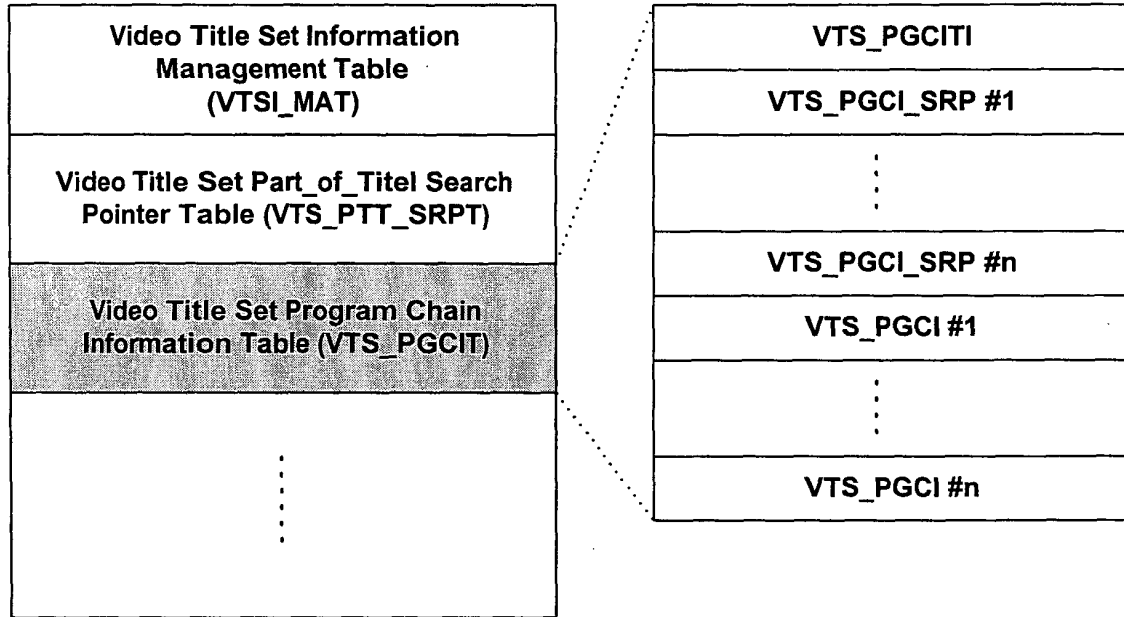 Video Title Set Information
Management Table
(VTSI_MAT)
Video Title Set Part_of_Titel Search
Pointer Table (VTS_PTT_SRPT)
Video Title Set Program Chain
Information Table (VTS_PGCIT)
VTS_PGCITI
VTS_PGCI_SRP #1
VTS_PGCI_SRP #n
VTS_PGCI #1
VTS_PGCI #n